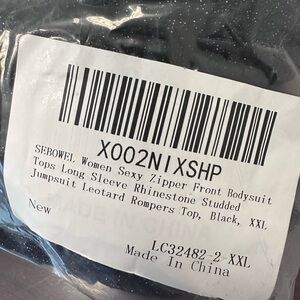 X002NIXSHP
SEBOWEL Women Sexy Zipper Front Bodysuit
Tops Long Sleeve Rhinestone Studded
Jumpsuit Leotard Rompers Top, Black, XXL
New
LC32482 2 XXL
Made In China